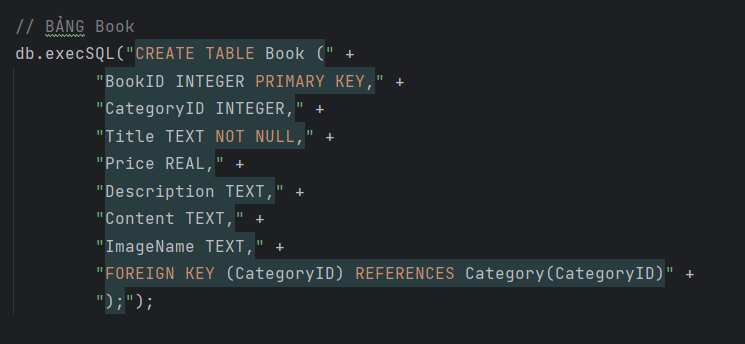 // BẢNG Book
db.execSQL("CREATE TABLE Book (" +
"BookID INTEGER PRIMARY KEY," +
"CategoryID INTEGER," +
"Title TEXT NOT NULL," +
"Price REAL," +
"Description TEXT," +
"Content TEXT," +
"ImageName TEXT," +
"FOREIGN KEY (CategoryID) REFERENCES Category(CategoryID)" +
");");